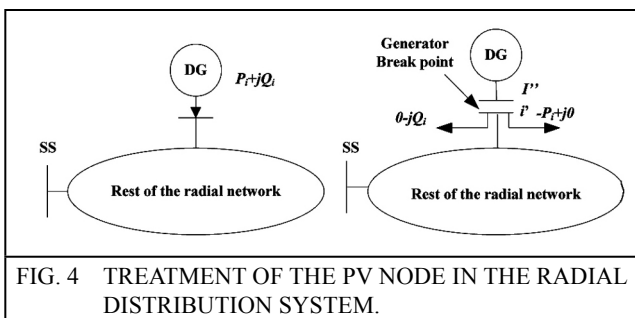 DG
P_i+jQ_i
SS
Rest of the radial network
Generator
Break point
DG
I''
i' -P_i+j0
0-jQ_i
SS
Rest of the radial network
FIG. 4 TREATMENT OF THE PV NODE IN THE RADIAL
DISTRIBUTION SYSTEM.